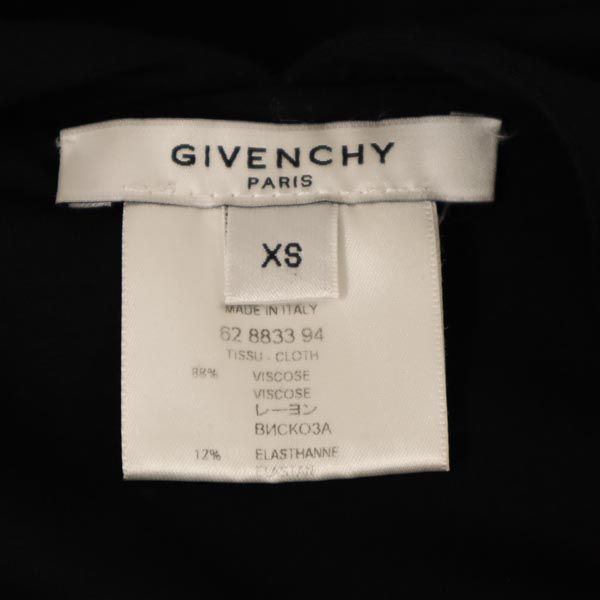 GIVENCHY
PARIS
XS
MADE IN ITALY
62 8833 94
TISSU - CLOTH
88% VISCOSE
VISCOSE
レーヨン
ВИСКОЗА
12% ELASTHANNE
ELASTAN